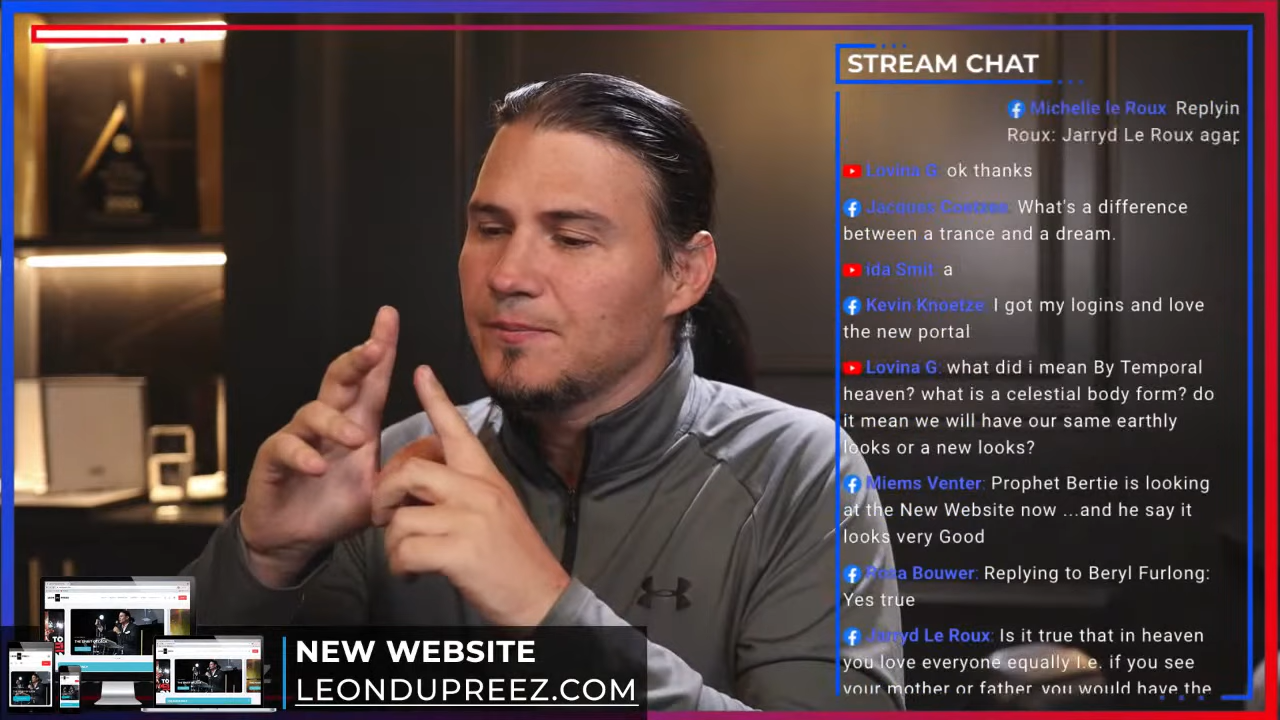 STREAM CHAT
Michelle le Roux: Replyin
Roux: Jarryd Le Roux agap
Lovina G: ok thanks
Jacques Coetzee: What's a difference
between a trance and a dream.
ida Smit: a
Kevin Knoetze: I got my logins and love
the new portal
Lovina G: what did i mean By Temporal
heaven? what is a celestial body form? do
it mean we will have our same earthly
looks or a new looks?
Miems Venter: Prophet Bertie is looking
at the New Website now ...and he say it
looks very Good
Bouwer: Replying to Beryl Furlong:
Yes true
Jarryd Le Roux: Is it true that in heaven
you love everyone equally I.e. if you see
your mother or father, you would have the
NEW WEBSITE
LEONDUPREEZ.COM